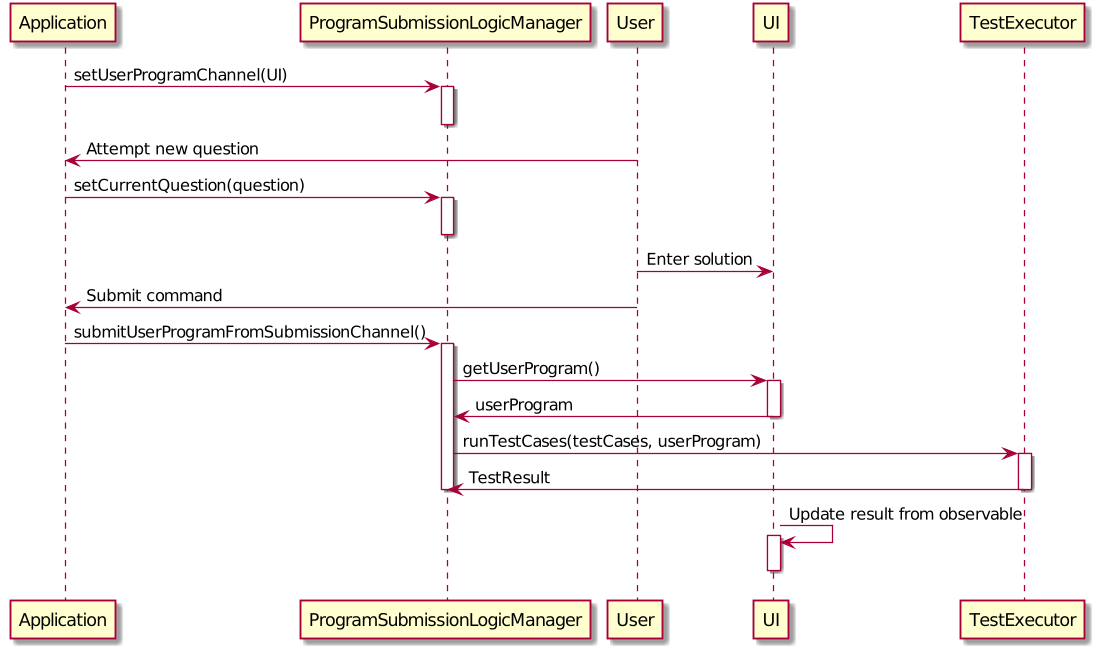 Application ProgramSubmissionLogicManager User UI TestExecutor
setUserProgramChannel(UI)
Attempt new question
setCurrentQuestion(question)
Enter solution
Submit command
submitUserProgramFromSubmissionChannel()
getUserProgram()
userProgram
runTestCases(testCases, userProgram)
TestResult
Update result from observable
Application ProgramSubmissionLogicManager User UI TestExecutor